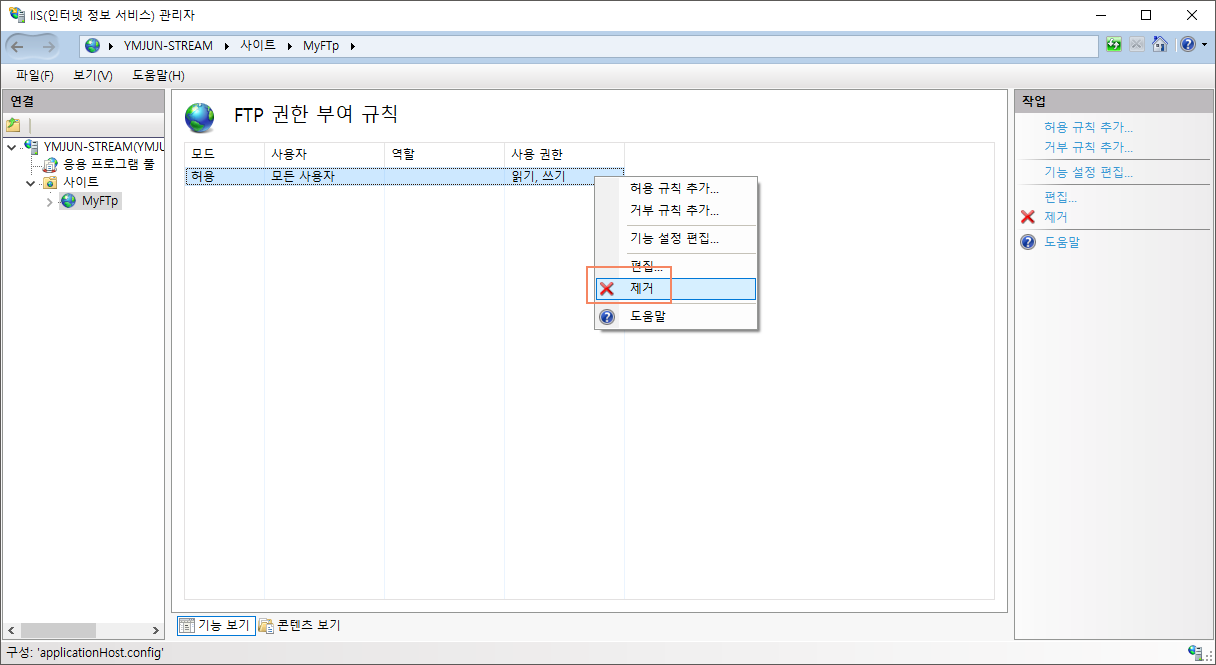 IIS(인터넷 정보 서비스) 관리자
YMJUN-STREAM 사이트 MyFTp
파일(F) 보기(V) 도움말(H)
연결
YMJUN-STREAM(YMJU
응용 프로그램 풀
사이트
MyFTp
FTP 권한 부여 규칙
모드 사용자 역할 사용 권한
허용 모든 사용자 읽기, 쓰기
허용 규칙 추가...
거부 규칙 추가...
기능 설정 편집...
편집...
제거
도움말
기능 보기 콘텐츠 보기
작업
허용 규칙 추가...
거부 규칙 추가...
기능 설정 편집...
편집...
제거
도움말
구성: 'applicationHost.config'